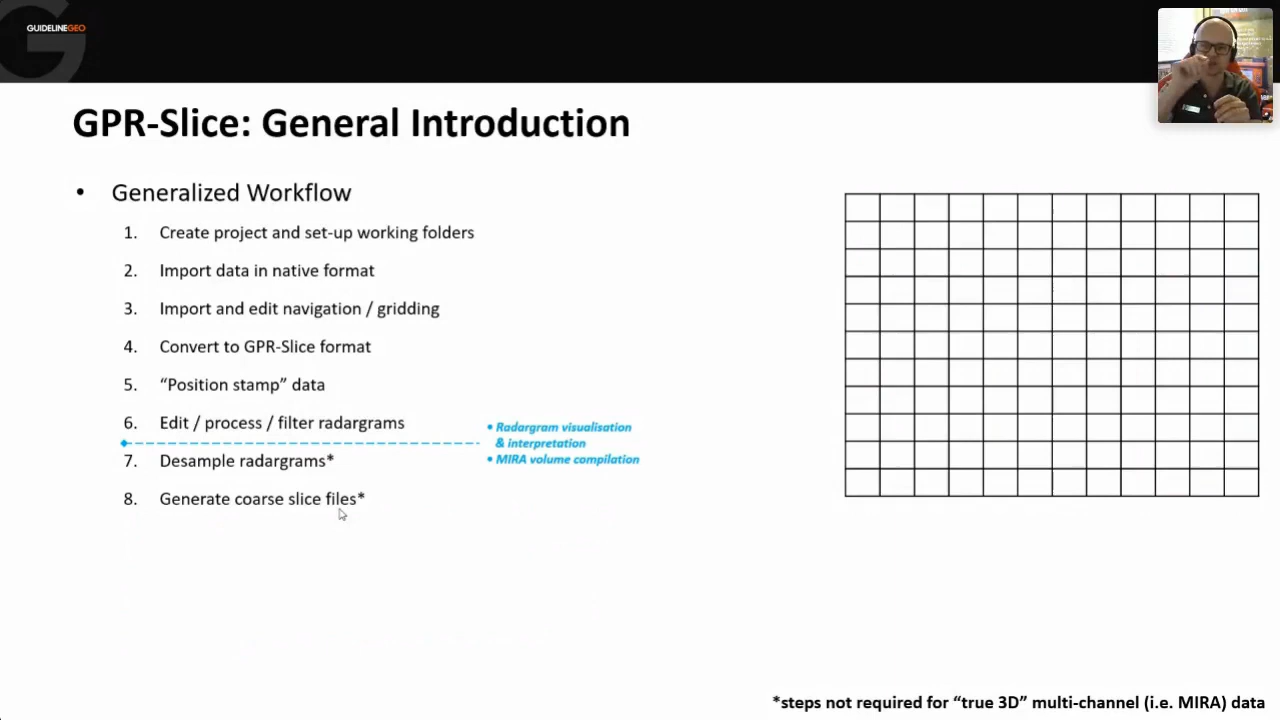 GUIDELINEGEO
GPR-Slice: General Introduction
• Generalized Workflow
1. Create project and set-up working folders
2. Import data in native format
3. Import and edit navigation / gridding
4. Convert to GPR-Slice format
5. “Position stamp” data
6. Edit / process / filter radargrams
• Radargram visualisation
& interpretation
• MIRA volume compilation
7. Desample radargrams*
8. Generate coarse slice files*
*steps not required for “true 3D” multi-channel (i.e. MIRA) data